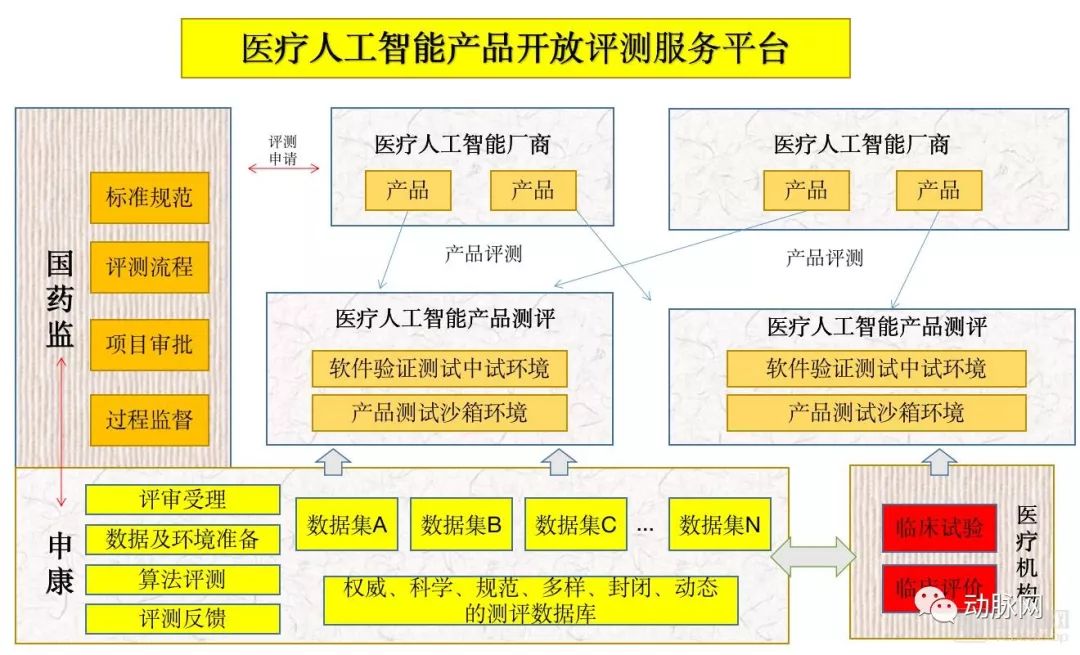 医疗人工智能产品开放评测服务平台
国药监
标准规范
评测流程
项目审批
过程监督
评测
申请
医疗人工智能厂商
产品
产品
医疗人工智能厂商
产品
产品
产品评测
产品评测
医疗人工智能产品测评
软件验证测试中试环境
产品测试沙箱环境
医疗人工智能产品测评
软件验证测试中试环境
产品测试沙箱环境
申康
评审受理
数据及环境准备
算法评测
评测反馈
数据集A
数据集B
数据集C
...
数据集N
权威、科学、规范、多样、封闭、动态
的测评数据库
临床试验
临床评价
医疗机构
动脉网